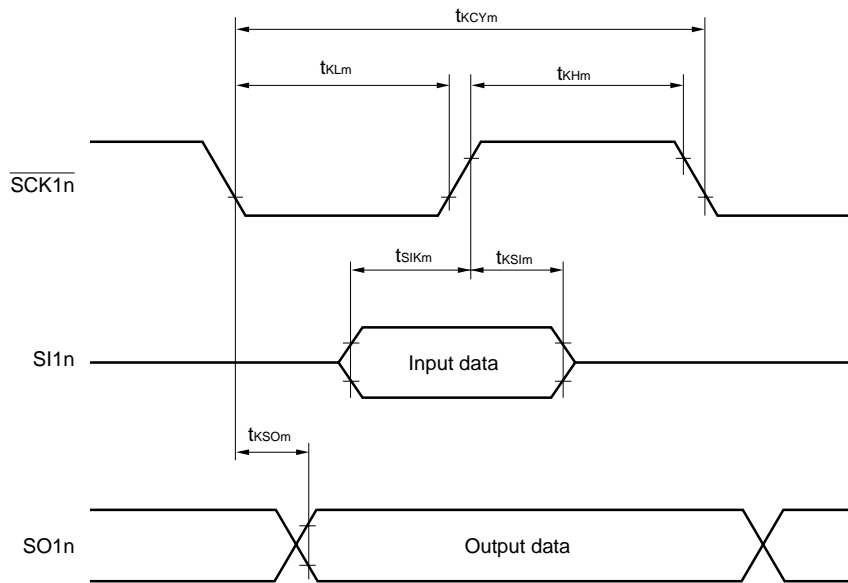 tKCYm
tKLm
tKHm
SCK1n
tSIKm
tKSIm
SI1n
Input data
tKSOm
SO1n
Output data